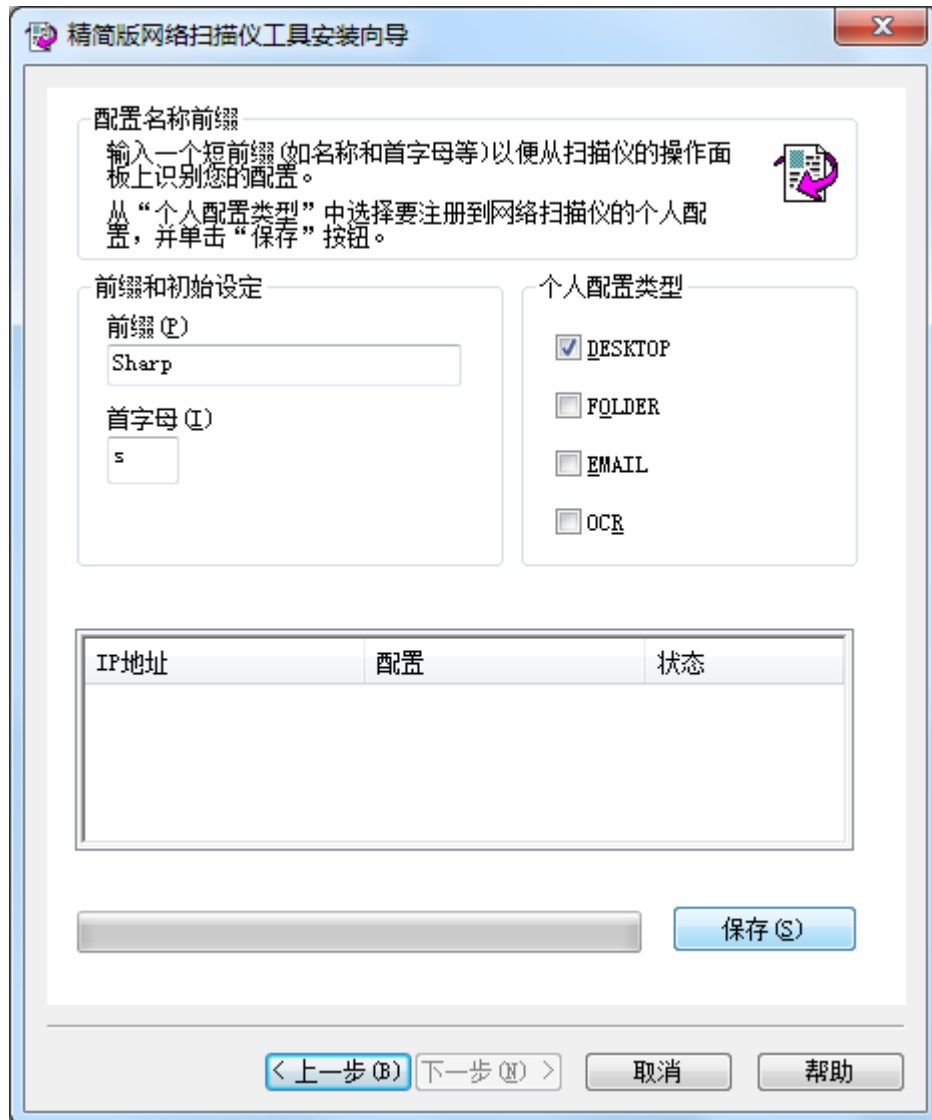 精简版网络扫描仪工具安装向导
配置名称前缀
输入一个短前缀(如名称和首字母等)以便从扫描仪的操作面
板上识别您的配置。
从“个人配置类型”中选择要注册到网络扫描仪的个人配
置,并单击“保存”按钮。
前缀和初始设定
前缀(P)
Sharp
首字母(I)
s
个人配置类型
DESKTOP
FOLDER
EMAIL
OCR
IP地址 配置 状态
保存(S)
< 上一步(B) 下一步(N) > 取消 帮助